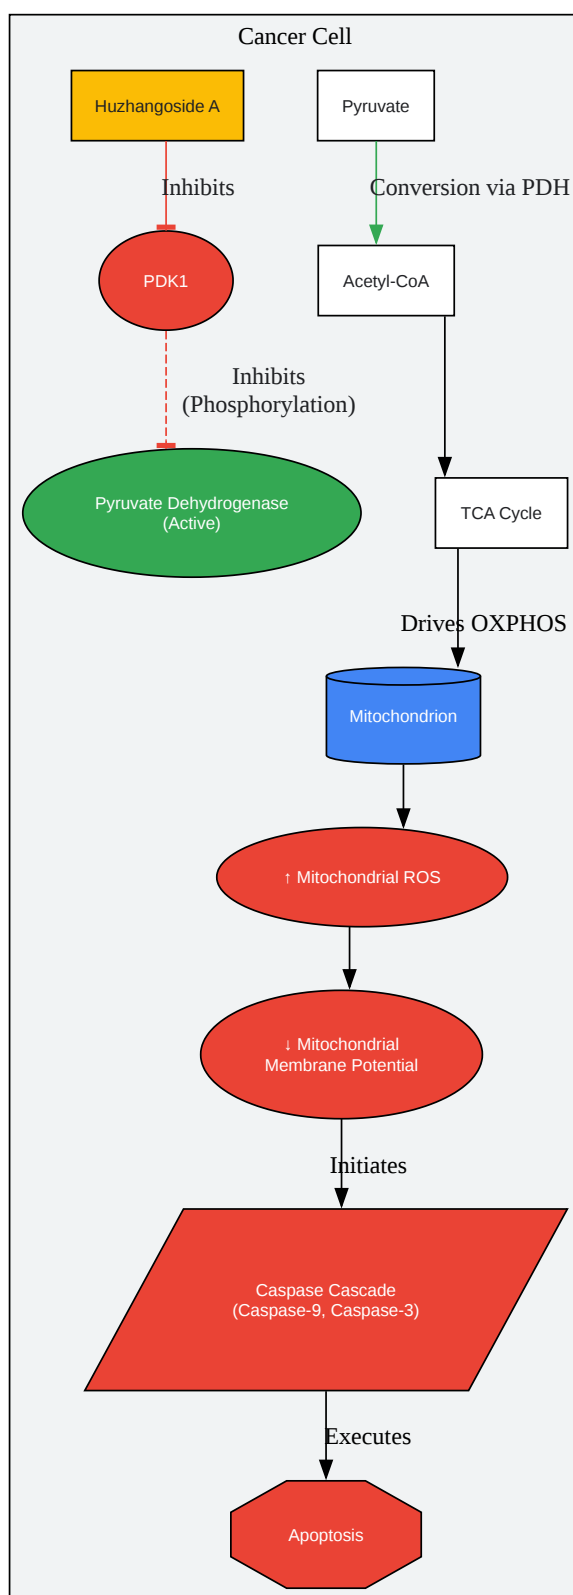 Cancer Cell
Huzhangoside A
Pyruvate
Inhibits
Conversion via PDH
PDK1
Acetyl-CoA
Inhibits
(Phosphorylation)
Pyruvate Dehydrogenase
(Active)
TCA Cycle
Drives OXPHOS
Mitochondrion
↑ Mitochondrial ROS
↓ Mitochondrial
Membrane Potential
Initiates
Caspase Cascade
(Caspase-9, Caspase-3)
Executes
Apoptosis